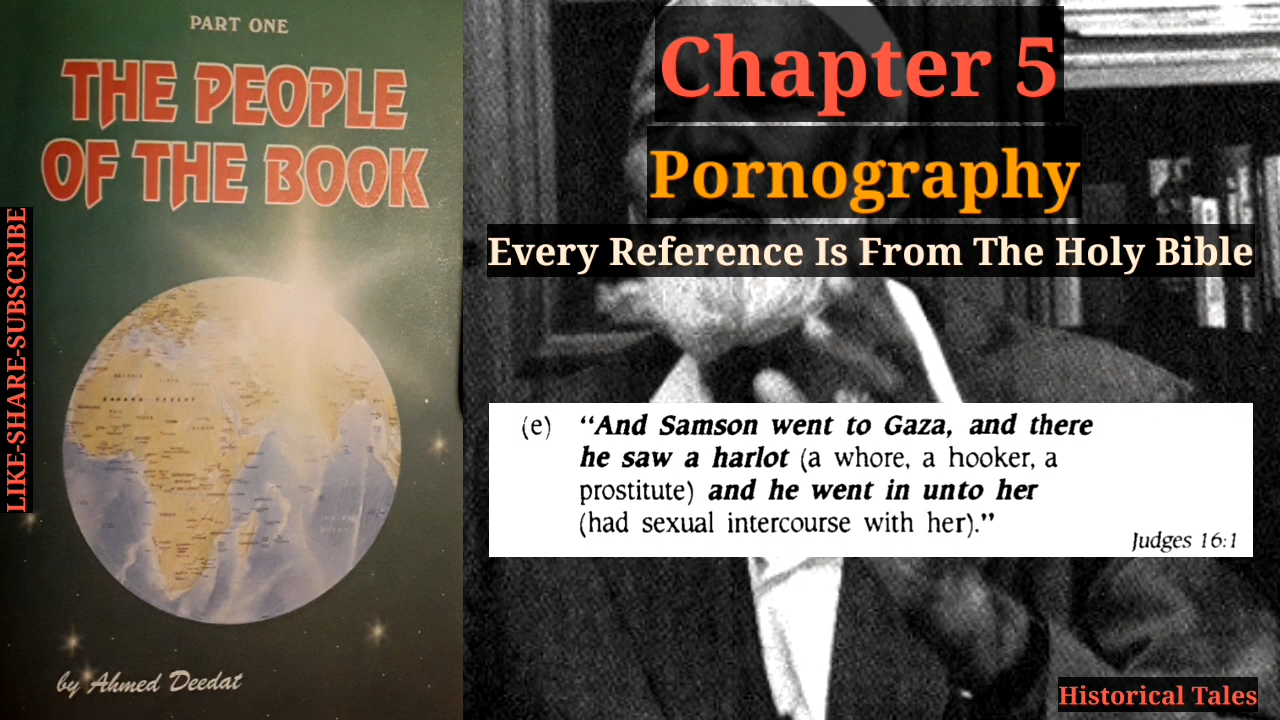 PART ONE
THE PEOPLE
OF THE BOOK
by Ahmed Deedat
LIKE-SHARE-SUBSCRIBE
Chapter 5
Pornography
Every Reference Is From The Holy Bible
(e) “And Samson went to Gaza, and there
he saw a harlot (a whore, a hooker, a
prostitute) and he went in unto her
(had sexual intercourse with her).”
Judges 16:1
Historical Tales